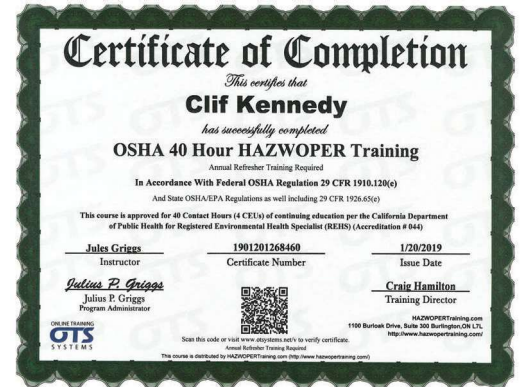 Certificate of Completion
This certifies that
Clif Kennedy
has successfully completed
OSHA 40 Hour HAZWOPER Training
Annual Refresher Training Required
In Accordance With Federal OSHA Regulation 29 CFR 1910.120(e)
And State OSHA/EPA Regulations as well including 29 CFR 1926.65(e)
This course is approved for 40 Contact Hours (4 CEUs) of continuing education per the California Department
of Public Health for Registered Environmental Health Specialist (REHS) (Accreditation # 044)
Jules Griggs
Instructor
1901201268460
Certificate Number
1/20/2019
Issue Date
Julius P. Griggs
Julius P. Griggs
Program Administrator
Craig Hamilton
Training Director
ONLINE TRAINING
OTS
SYSTEMS
HAZWOPERTraining.com
1100 Burloak Drive, Suite 300 Burlington,ON L7L
http://www.hazwopertraining.com/
Scan this code or visit www.otsystems.net/v to verify certificate.
Annual Refresher Training Required
This course is distributed by HAZWOPERTraining.com (http://www.hazwopertraining.com/)